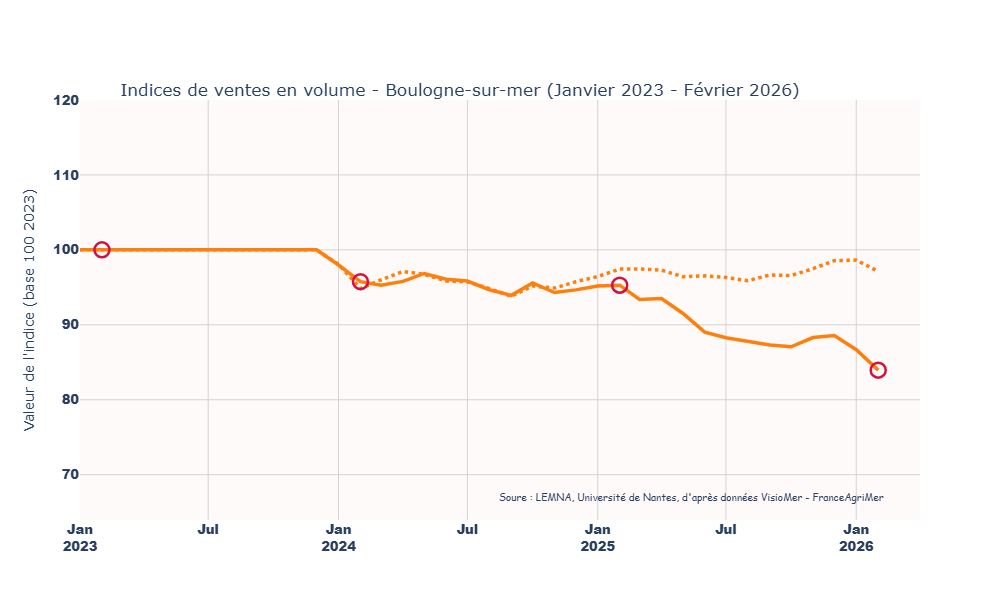 Indices de ventes en volume - Boulogne-sur-mer (Janvier 2023 - Février 2026)
120
110
100
90
80
70
Valeur de l'indice (base 100 2023)
Soure : LEMNA, Université de Nantes, d'après données VisioMer - FranceAgriMer
Jan Jul Jan Jul Jan Jul Jan
2023 2024 2025 2026